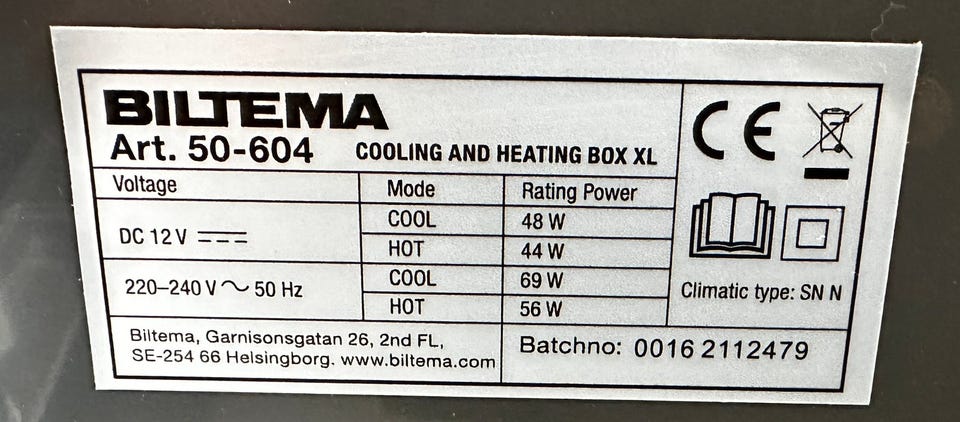 BILTEMA
Art. 50-604 COOLING AND HEATING BOX XL
Voltage Mode Rating Power
DC 12 V COOL 48 W
HOT 44 W
220–240 V ~ 50 Hz COOL 69 W
HOT 56 W
Biltema, Garnisonsgatan 26, 2nd FL,
SE-254 66 Helsingborg. www.biltema.com
Batchno: 0016 2112479
CE
Climatic type: SN N